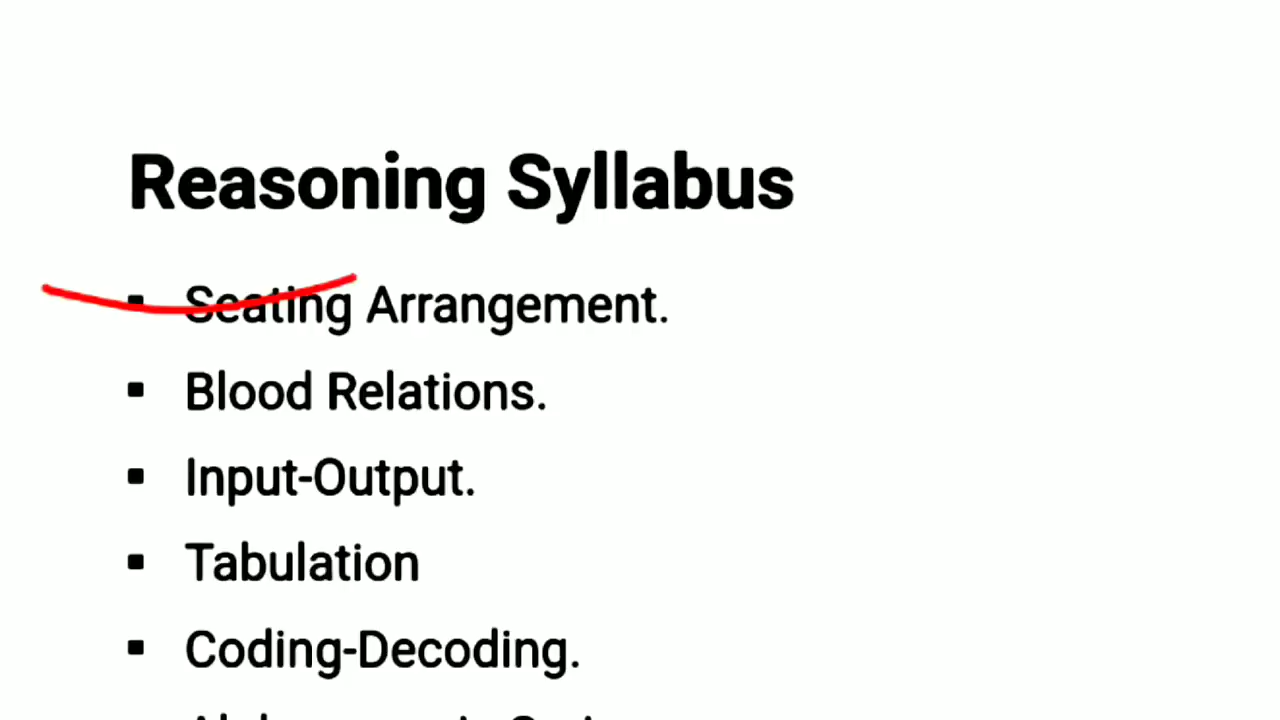 Reasoning Syllabus
▪ Seating Arrangement.
▪ Blood Relations.
▪ Input-Output.
▪ Tabulation
▪ Coding-Decoding.